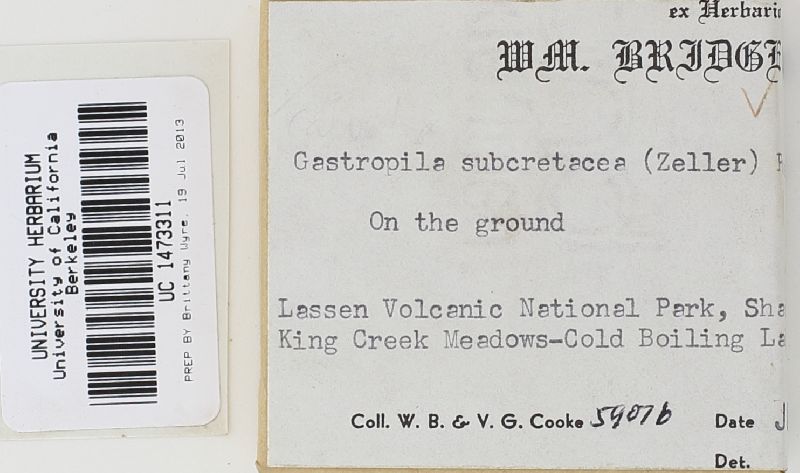 UNIVERSITY HERBARIUM
University of California
Berkeley
UC 1473311
PREP BY Brittany Wyre, 19 Jul 2013
ex Herbari
WM. BRIDG
Gastropila subcretacea (Zeller)
On the ground
Lassen Volcanic National Park, Sha
King Creek Meadows-Cold Boiling La
Coll. W. B. & V. G. Cooke 59076 Date J
Det.